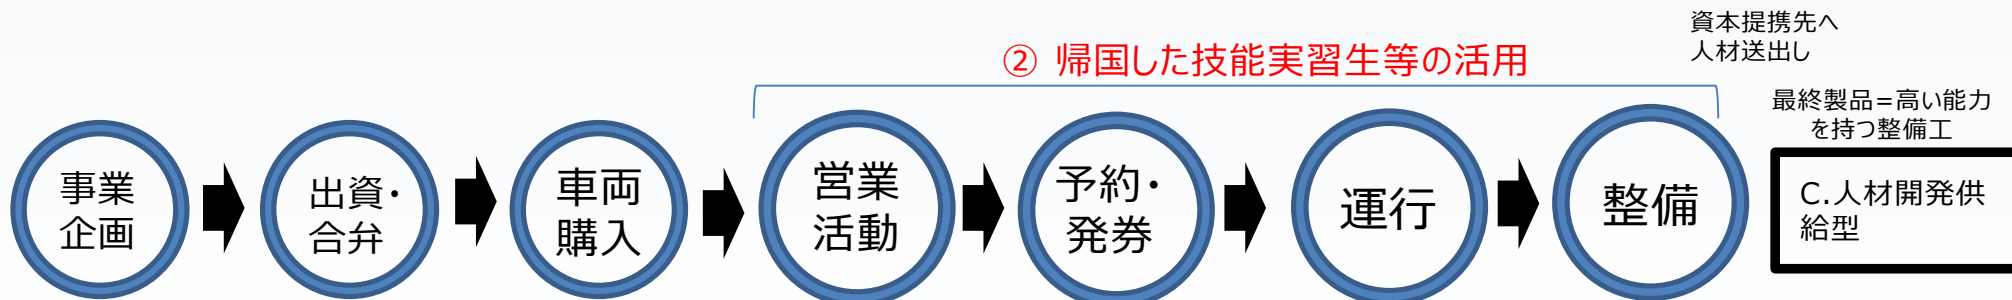 資本提携先へ
人材送出し
② 帰国した技能実習生等の活用
最終製品=高い能力
を持つ整備工
事業
企画
出資・
合弁
車両
購入
営業
活動
予約・
発券
運行
整備
C.人材開発供
給型